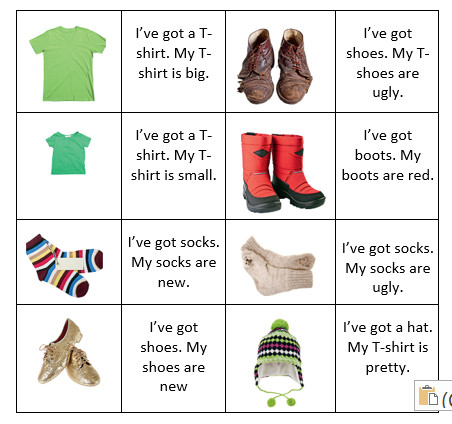 I've got a T-
shirt. My T-
shirt is big.
I've got
shoes. My T-
shoes are
ugly.
I've got a T-
shirt. My T-
shirt is small.
I've got
boots. My
boots are red.
I've got socks.
My socks are
new.
I've got socks.
My socks are
ugly.
I've got
shoes. My
shoes are
new
I've got a hat.
My T-shirt is
pretty.